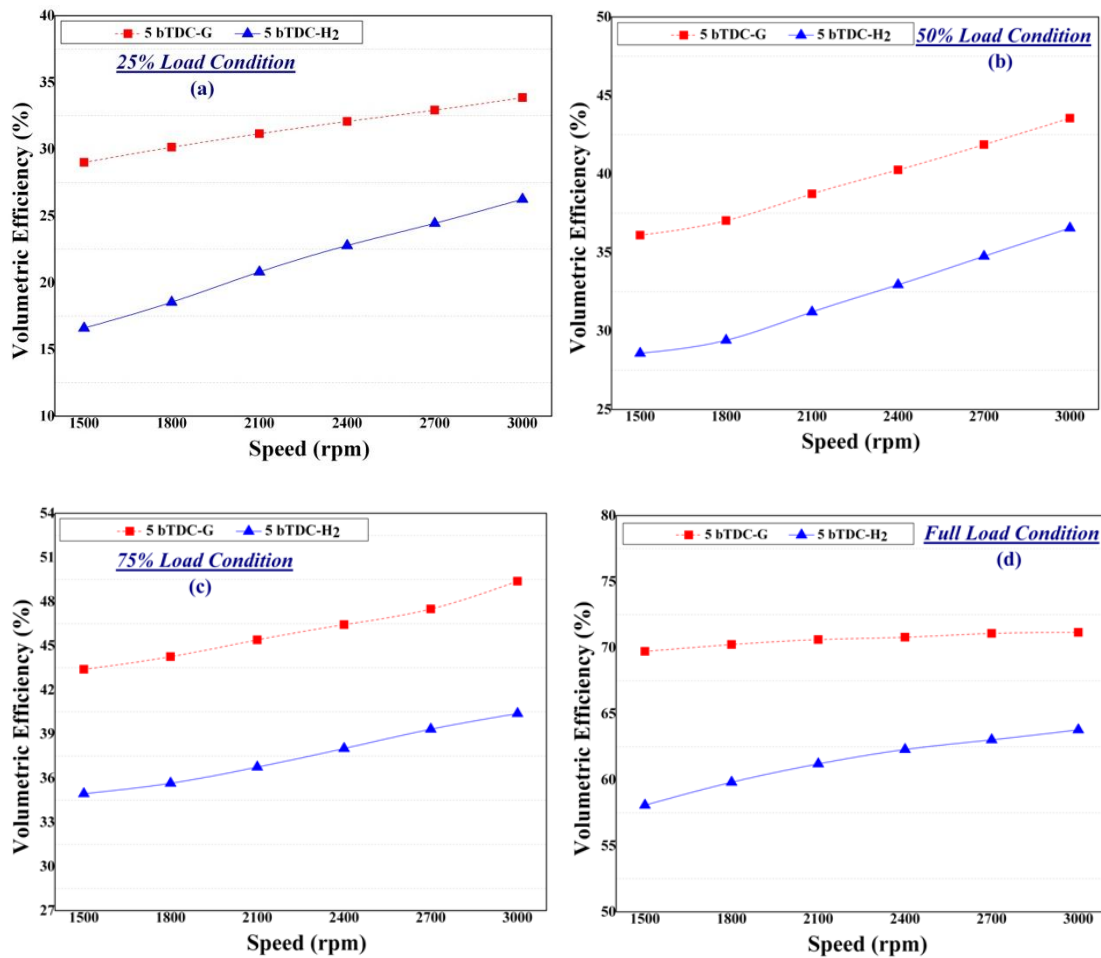 40
35
30
25
20
15
10
Volumetric Efficiency (%)
5 bTDC-G 5 bTDC-H2
25% Load Condition
(a)
1500 1800 2100 2400 2700 3000
Speed (rpm)
50
45
40
35
30
25
Volumetric Efficiency (%)
5 bTDC-G 5 bTDC-H2
50% Load Condition
(b)
1500 1800 2100 2400 2700 3000
Speed (rpm)
54
51
48
45
42
39
36
33
30
27
Volumetric Efficiency (%)
5 bTDC-G 5 bTDC-H2
75% Load Condition
(c)
1500 1800 2100 2400 2700 3000
Speed (rpm)
80
75
70
65
60
55
50
Volumetric Efficiency (%)
5 bTDC-G 5 bTDC-H2
Full Load Condition
(d)
1500 1800 2100 2400 2700 3000
Speed (rpm)